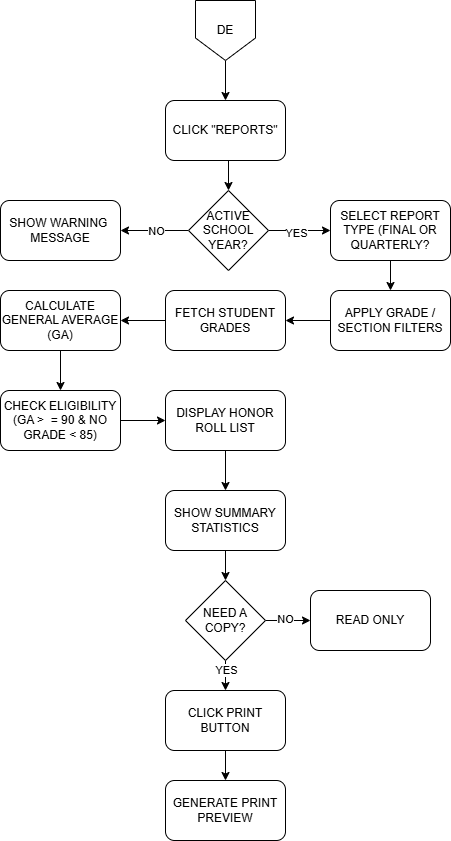 DE
CLICK "REPORTS"
ACTIVE
SCHOOL
YEAR?
NO
YES
SHOW WARNING
MESSAGE
SELECT REPORT
TYPE (FINAL OR
QUARTERLY?
APPLY GRADE /
SECTION FILTERS
FETCH STUDENT
GRADES
CALCULATE
GENERAL AVERAGE
(GA)
CHECK ELIGIBILITY
(GA > = 90 & NO
GRADE < 85)
DISPLAY HONOR
ROLL LIST
SHOW SUMMARY
STATISTICS
NEED A
COPY?
NO
READ ONLY
YES
CLICK PRINT
BUTTON
GENERATE PRINT
PREVIEW